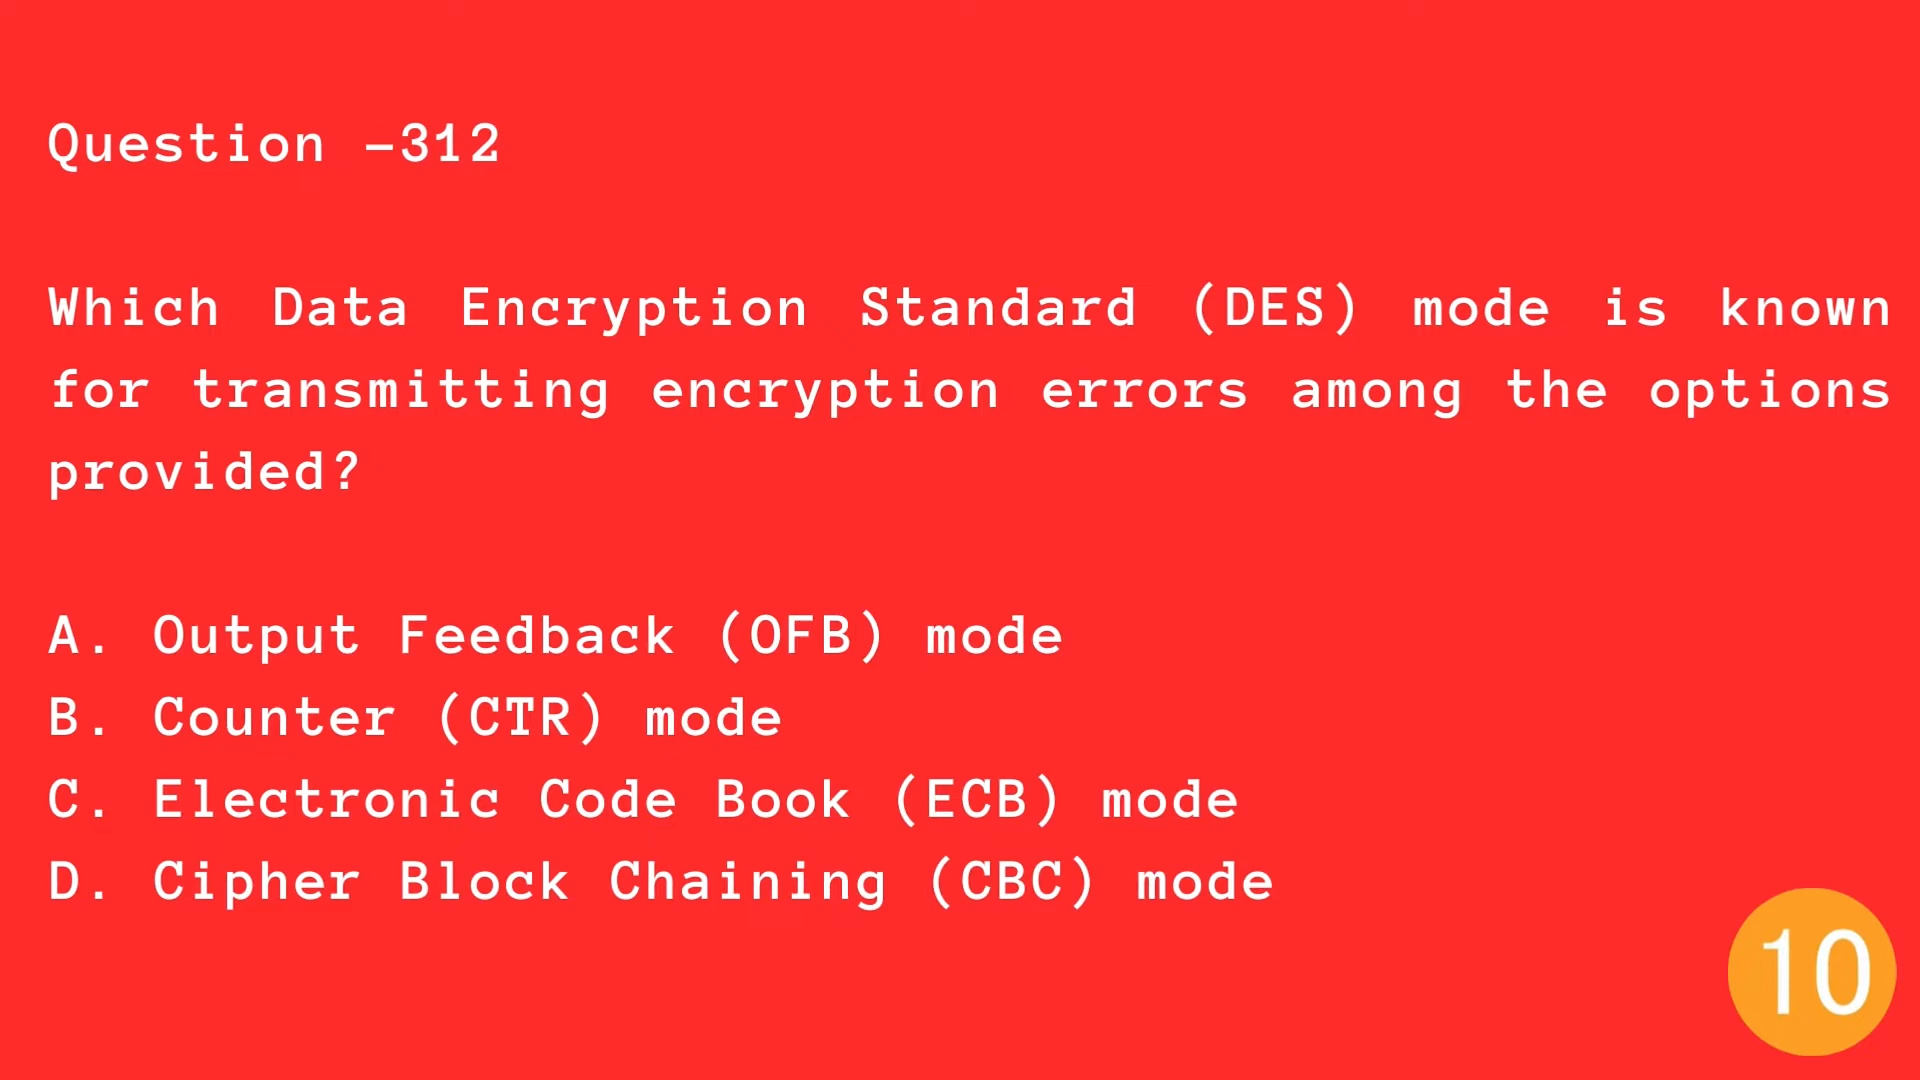 Question -312
Which Data Encryption Standard (DES) mode is known
for transmitting encryption errors among the options
provided?
A. Output Feedback (OFB) mode
B. Counter (CTR) mode
C. Electronic Code Book (ECB) mode
D. Cipher Block Chaining (CBC) mode
10